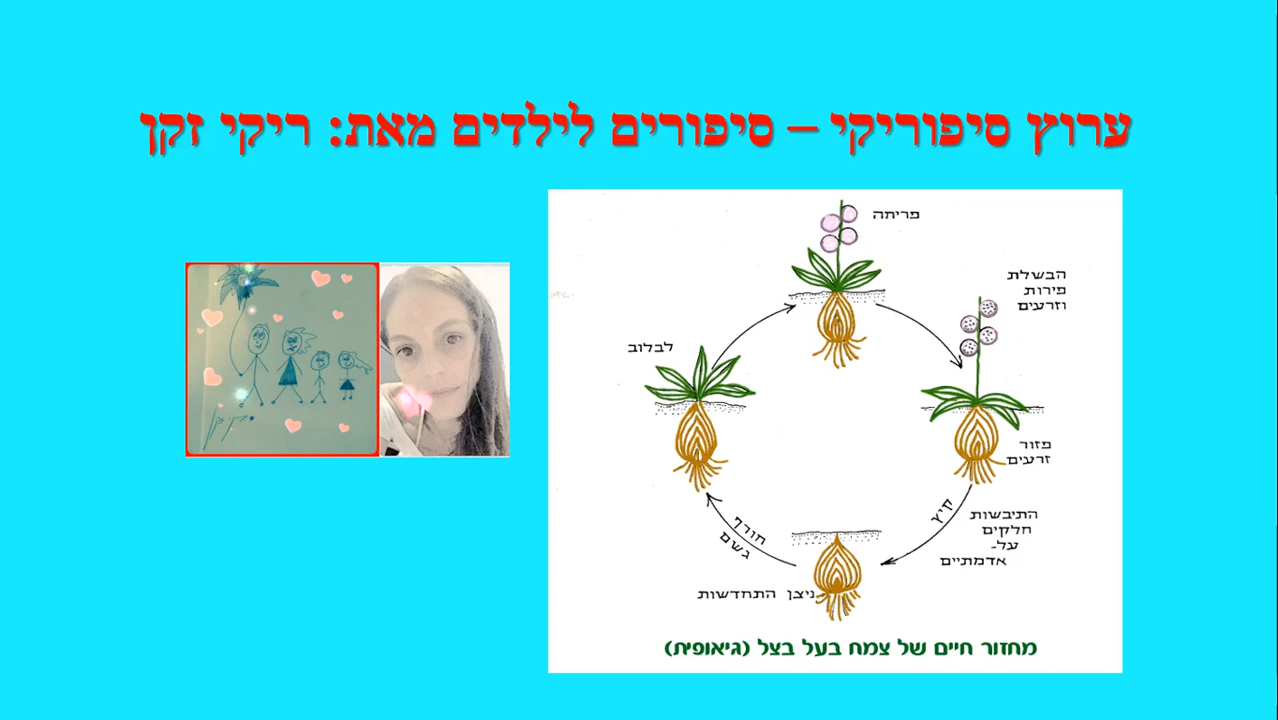 ערוץ סיפוריקי – סיפורים לילדים מאת: ריקי זקן
פריחה
הבשלת
פירות
וזרעים
לבלוב
פזור
זרעים
קיץ
התיבשות
חלקים
על-
אדמתיים
חורף
גשם
ניצן התחדשות
מחזור חיים של צמח בעל בצל (גיאופית)